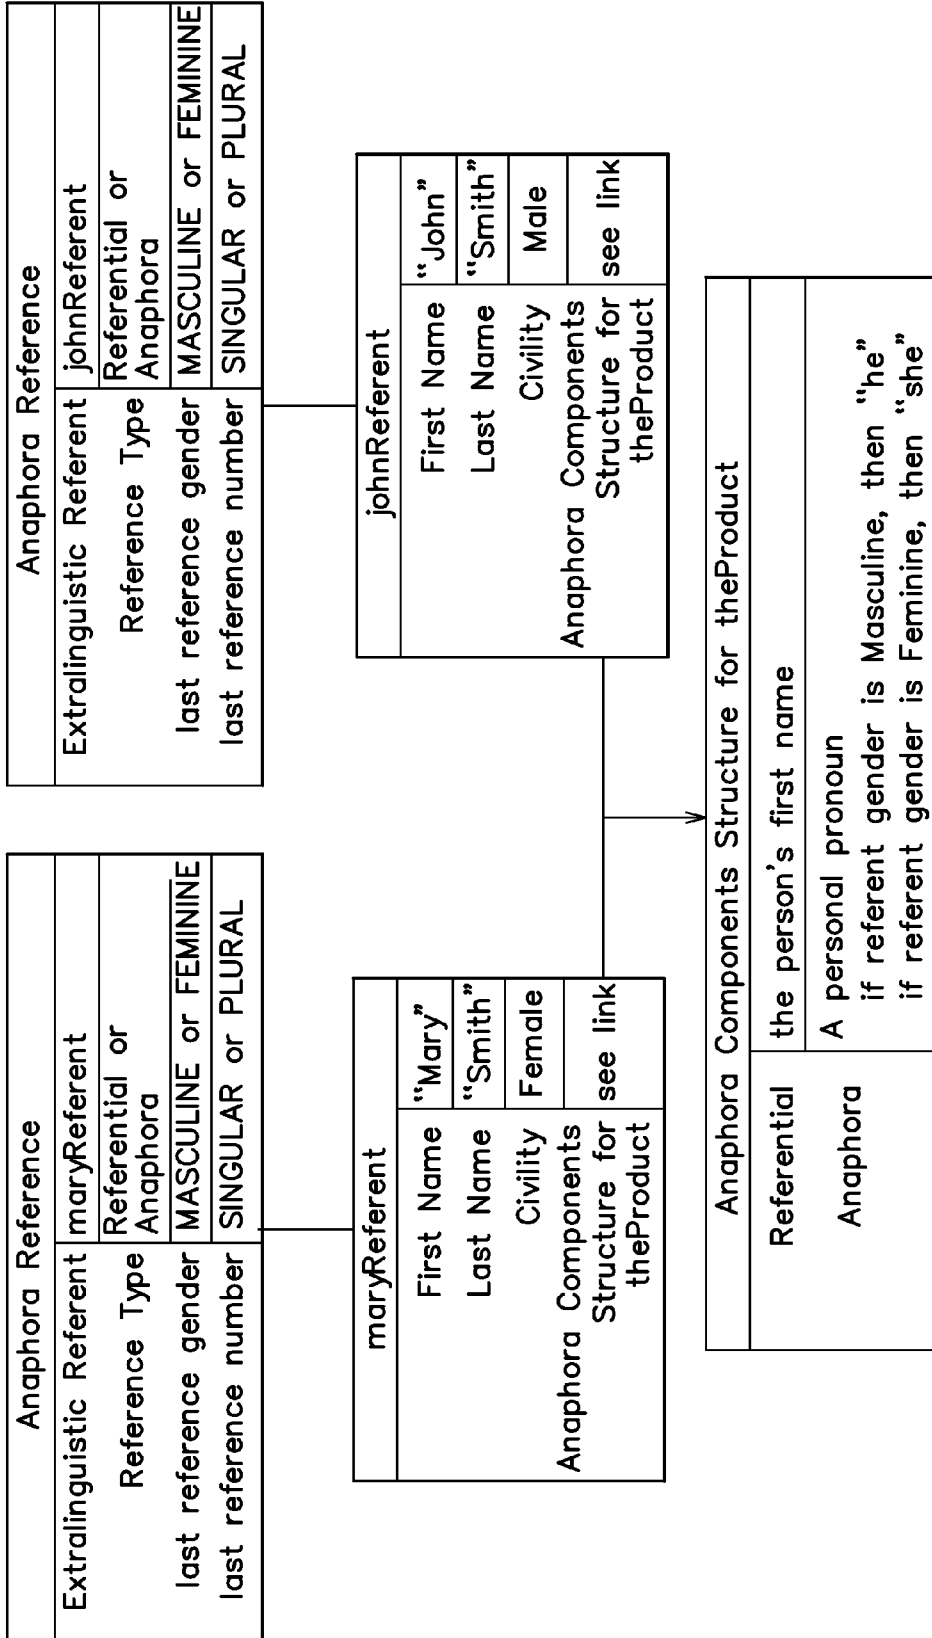 Anaphora Reference
Extralinguistic Referent maryReferent
Reference Type Referential or
Anaphora
last reference gender MASCULINE or FEMININE
last reference number SINGULAR or PLURAL
Anaphora Reference
Extralinguistic Referent johnReferent
Reference Type Referential or
Anaphora
last reference gender MASCULINE or FEMININE
last reference number SINGULAR or PLURAL
maryReferent
First Name “Mary”
Last Name “Smith”
Civility Female
Anaphora Components
Structure for see link
theProduct
johnReferent
First Name “John”
Last Name “Smith”
Civility Male
Anaphora Components
Structure for see link
theProduct
Anaphora Components Structure for theProduct
Referential the person's first name
Anaphora A personal pronoun
if referent gender is Masculine, then “he”
if referent gender is Feminine, then “she”